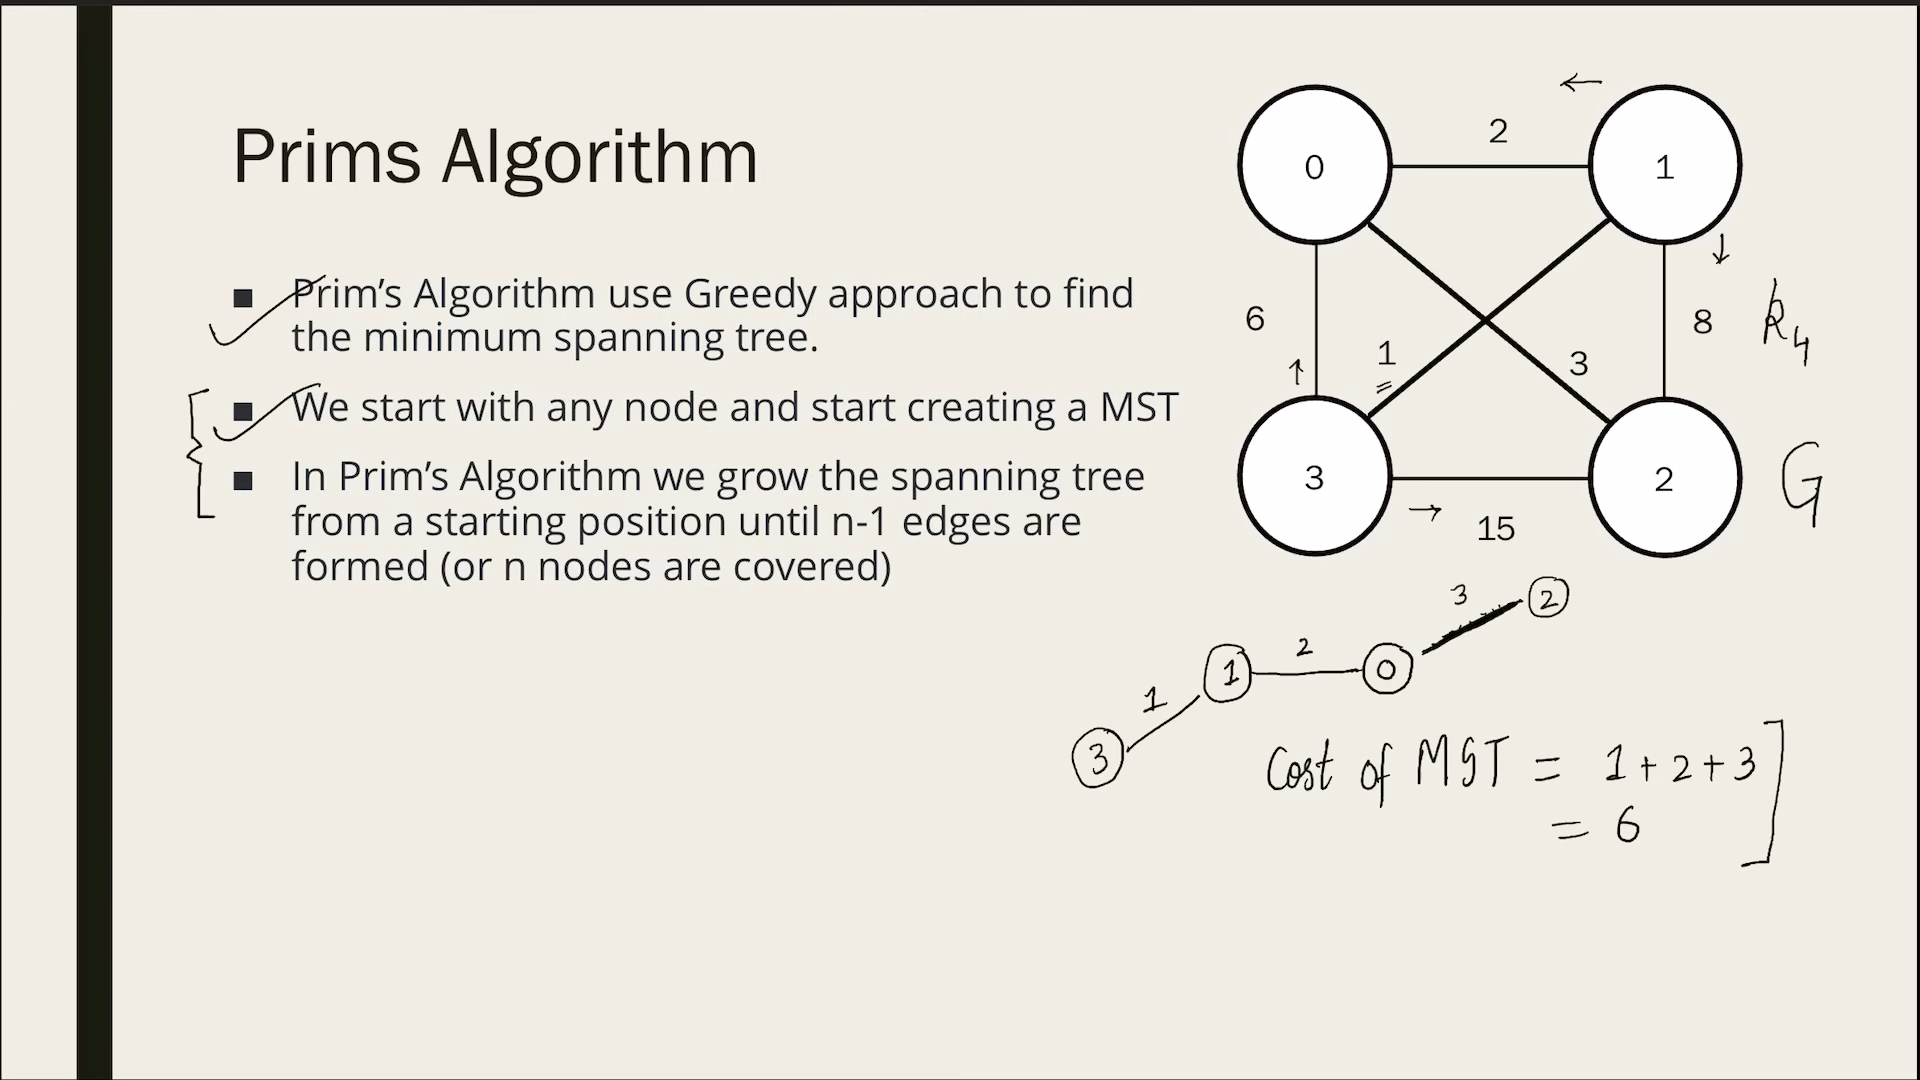 Prims Algorithm
■ Prim’s Algorithm use Greedy approach to find
the minimum spanning tree.
■ We start with any node and start creating a MST
■ In Prim’s Algorithm we grow the spanning tree
from a starting position until n-1 edges are
formed (or n nodes are covered)
←
0
2
1
↓
6
1
=
3
8
K4
↑
3
2
G
→
15
3
2
1
2
0
1
3
Cost of MST = 1+2+3
= 6